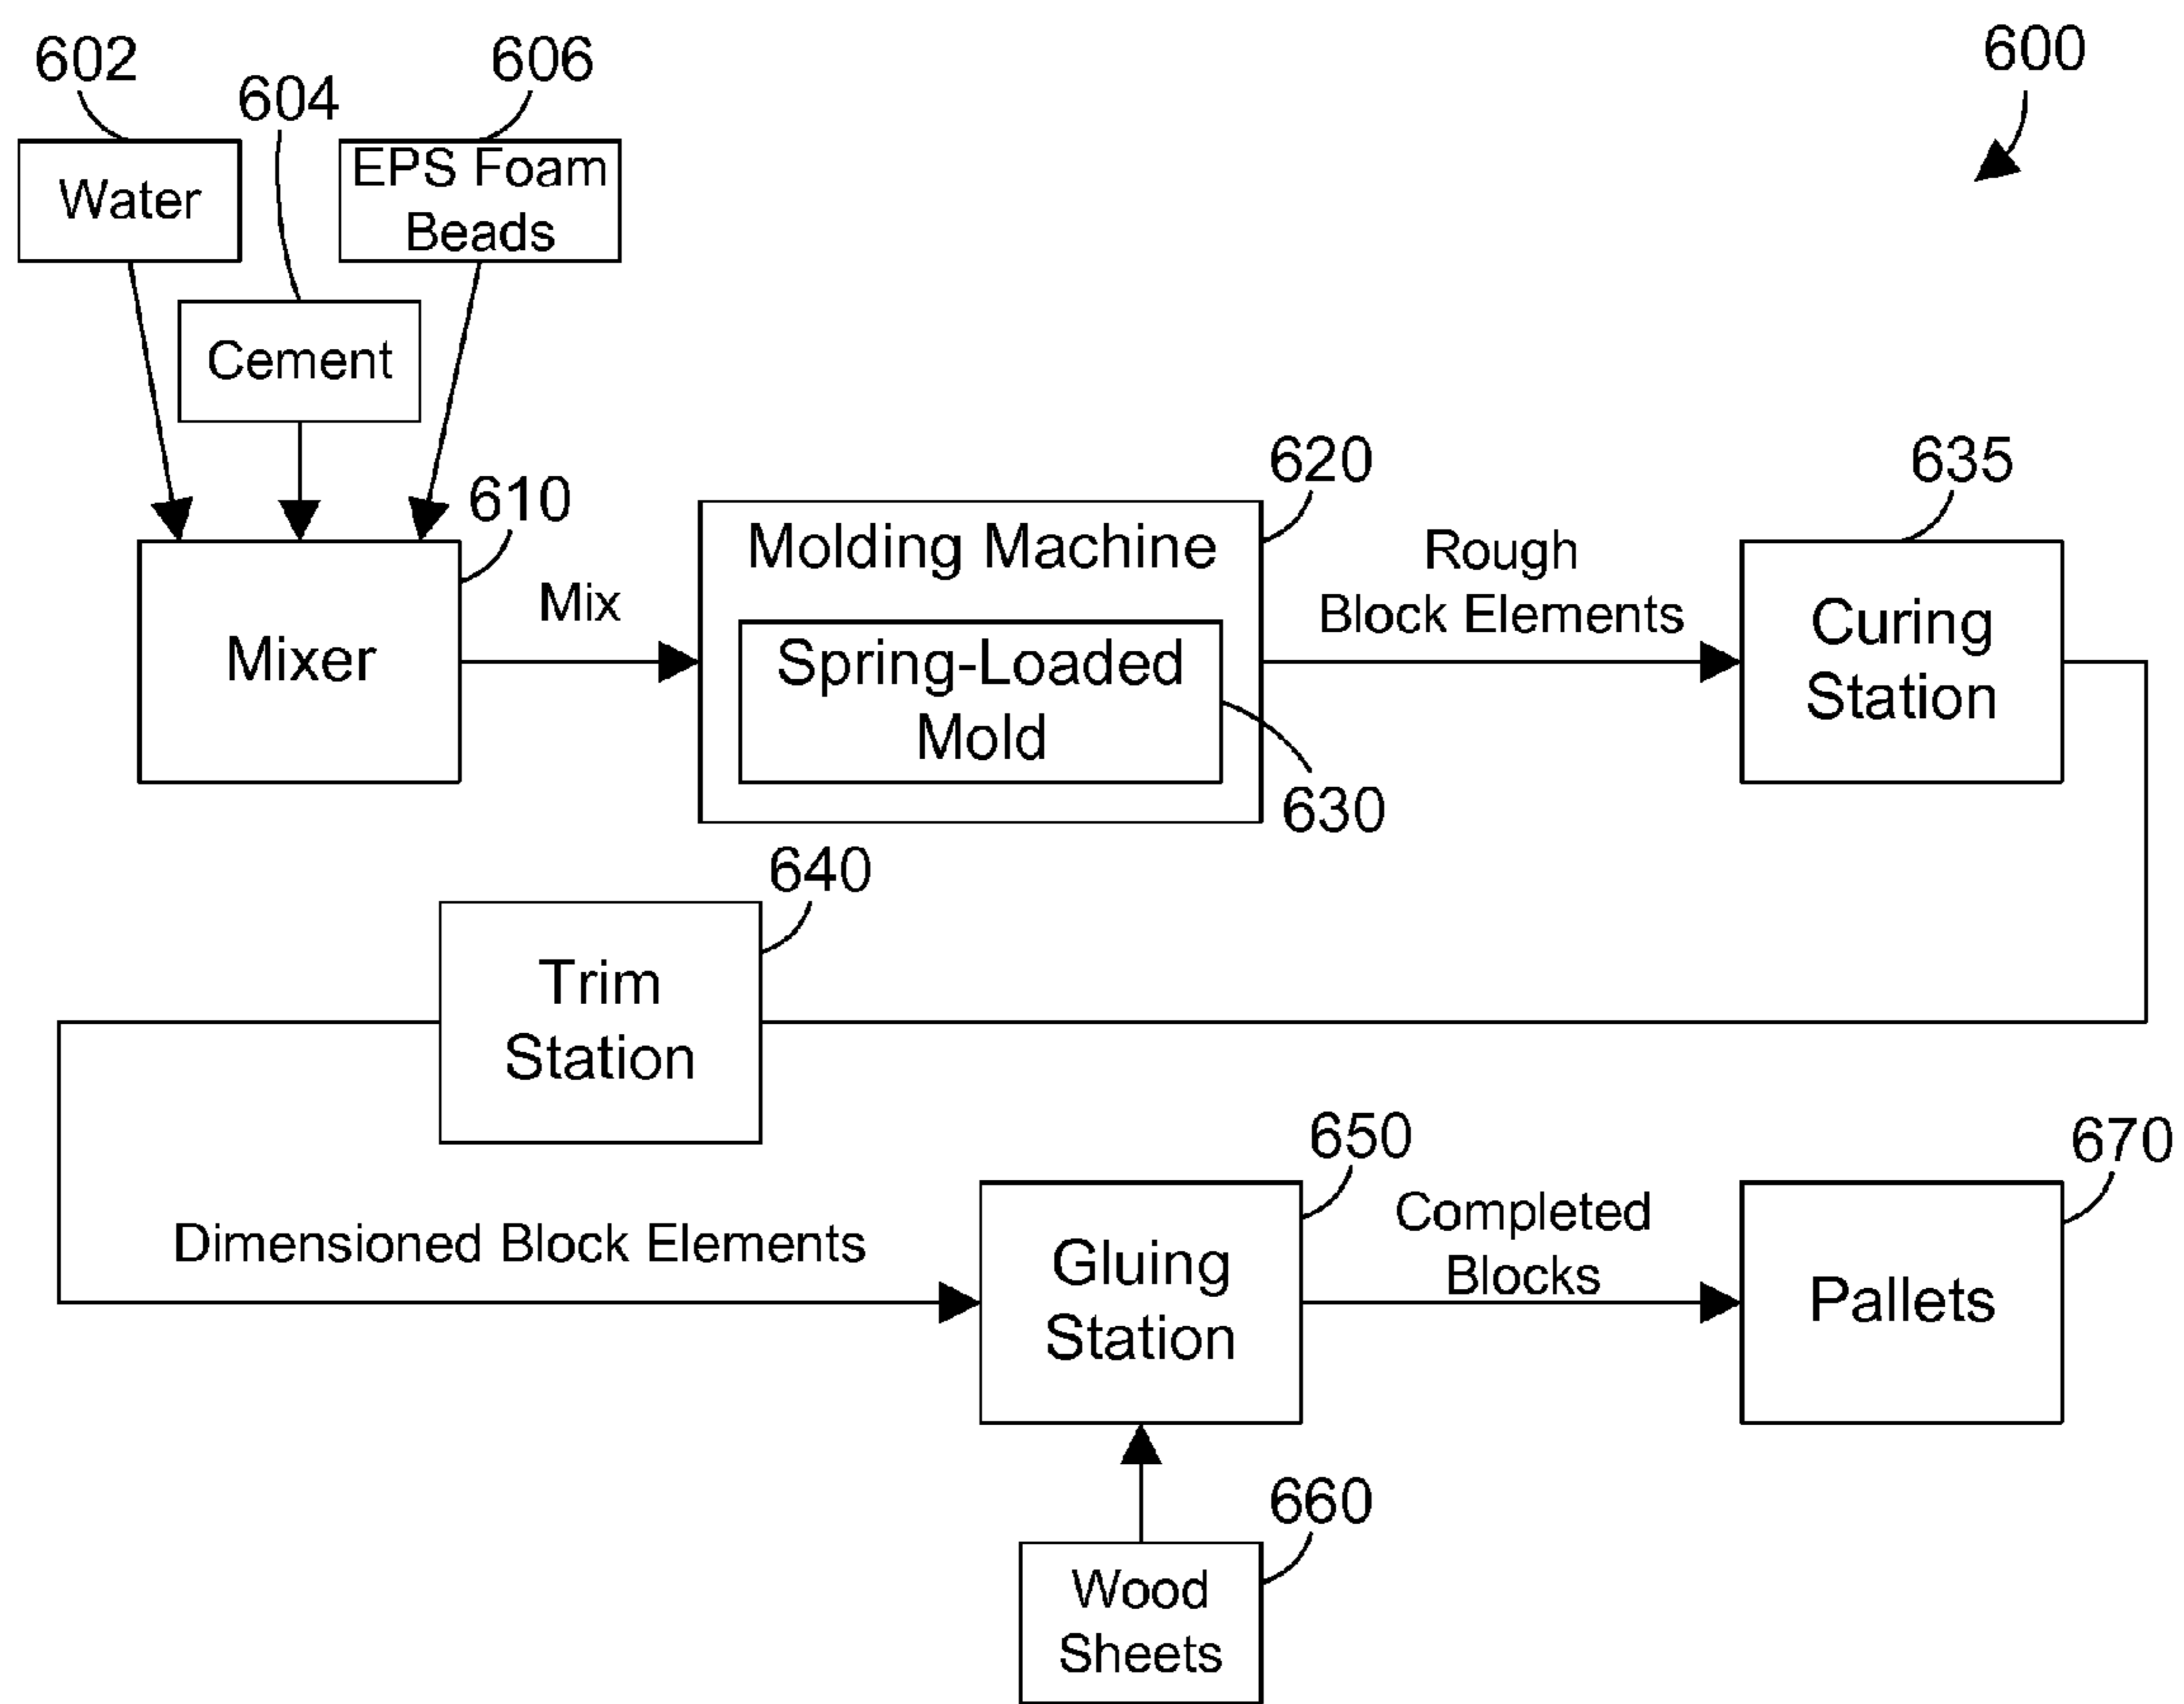 602
606
600
604
Water
EPS Foam
Beads
Cement
610
620
635
Mixer
Mix
Molding Machine
Spring-Loaded
Mold
630
Rough
Block Elements
Curing
Station
640
Trim
Station
Dimensioned Block Elements
650
Gluing
Station
Completed
Blocks
670
Pallets
660
Wood
Sheets